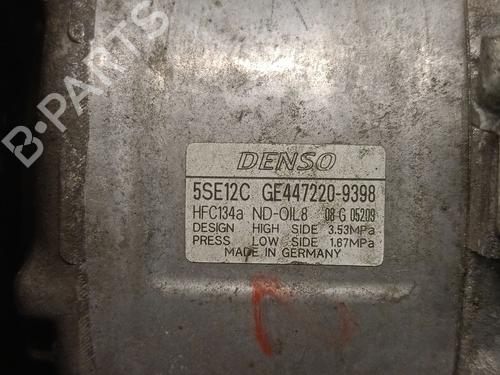 B-PARTS
DENSO
5SE12C GE447220-9398
HFC134a ND-OIL8 08-G 05209
DESIGN HIGH SIDE 3.53MPa
PRESS LOW SIDE 1.67MPa
MADE IN GERMANY